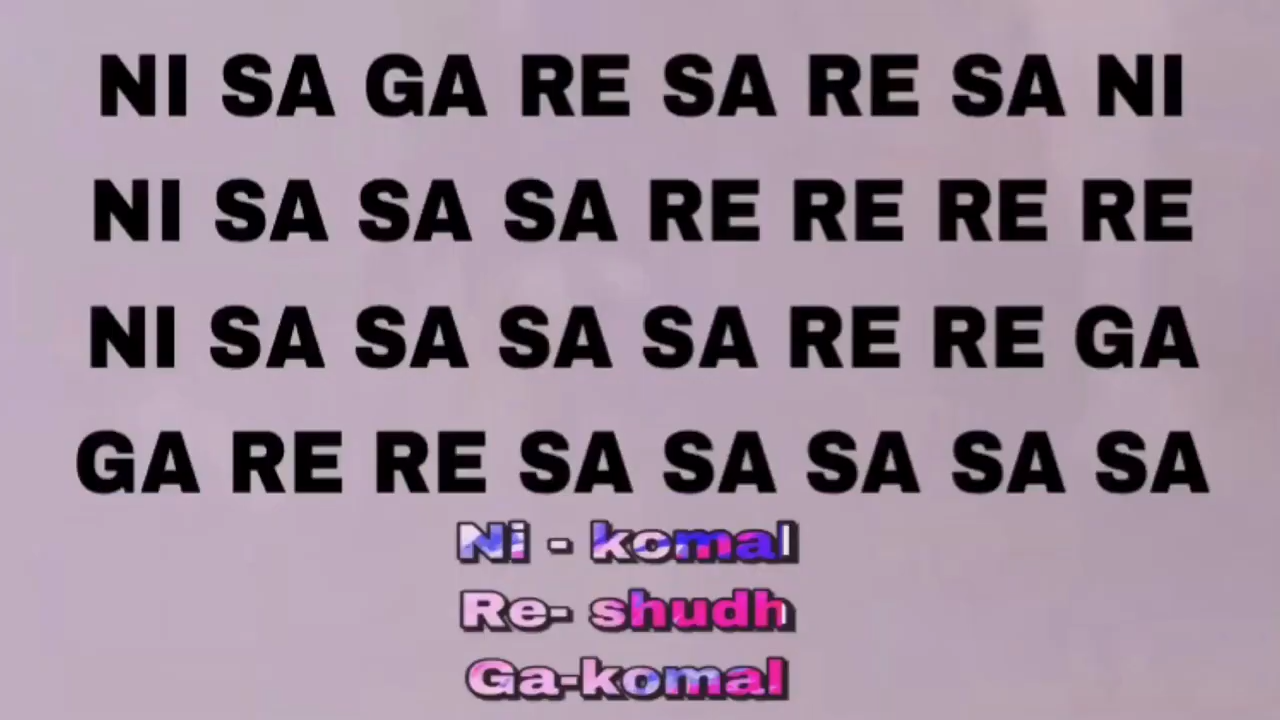 NI SA GA RE SA RE SA NI
NI SA SA SA RE RE RE RE
NI SA SA SA SA RE RE GA
GA RE RE SA SA SA SA SA
Ni - komal
Re- shudh
Ga-komal